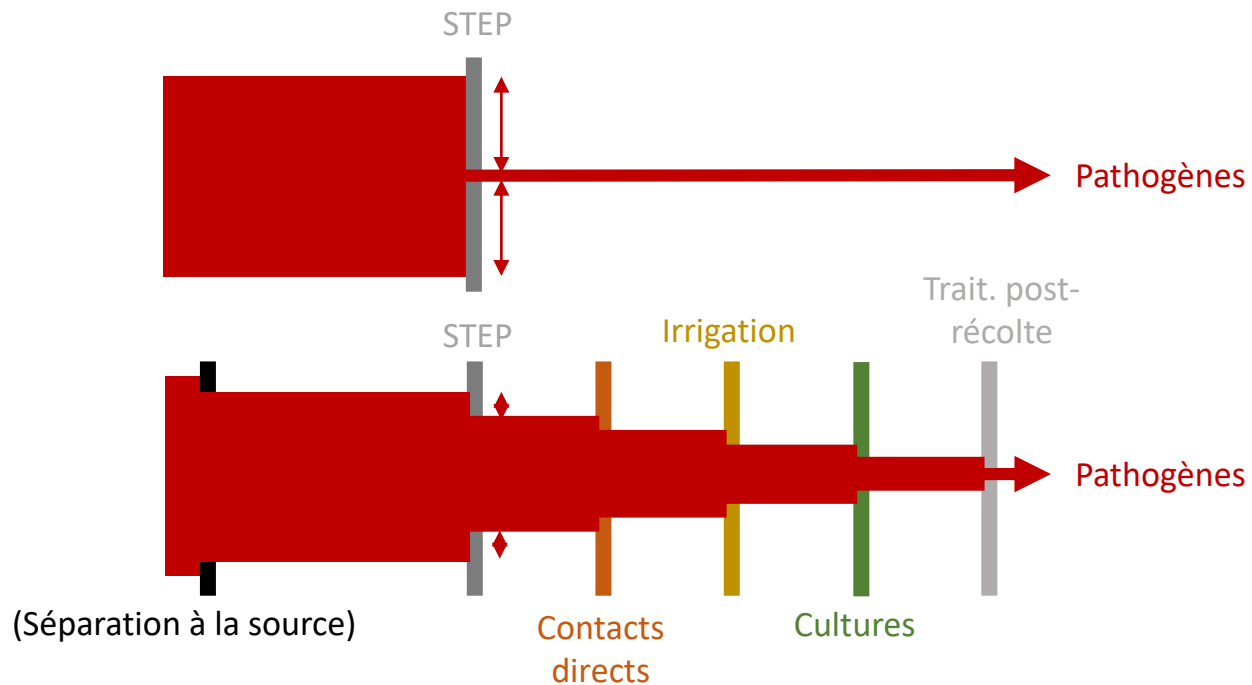 STEP
Pathogènes
Trait. post-
récolte
Irrigation
STEP
Pathogènes
(Séparation à la source)
Contacts
directs
Cultures